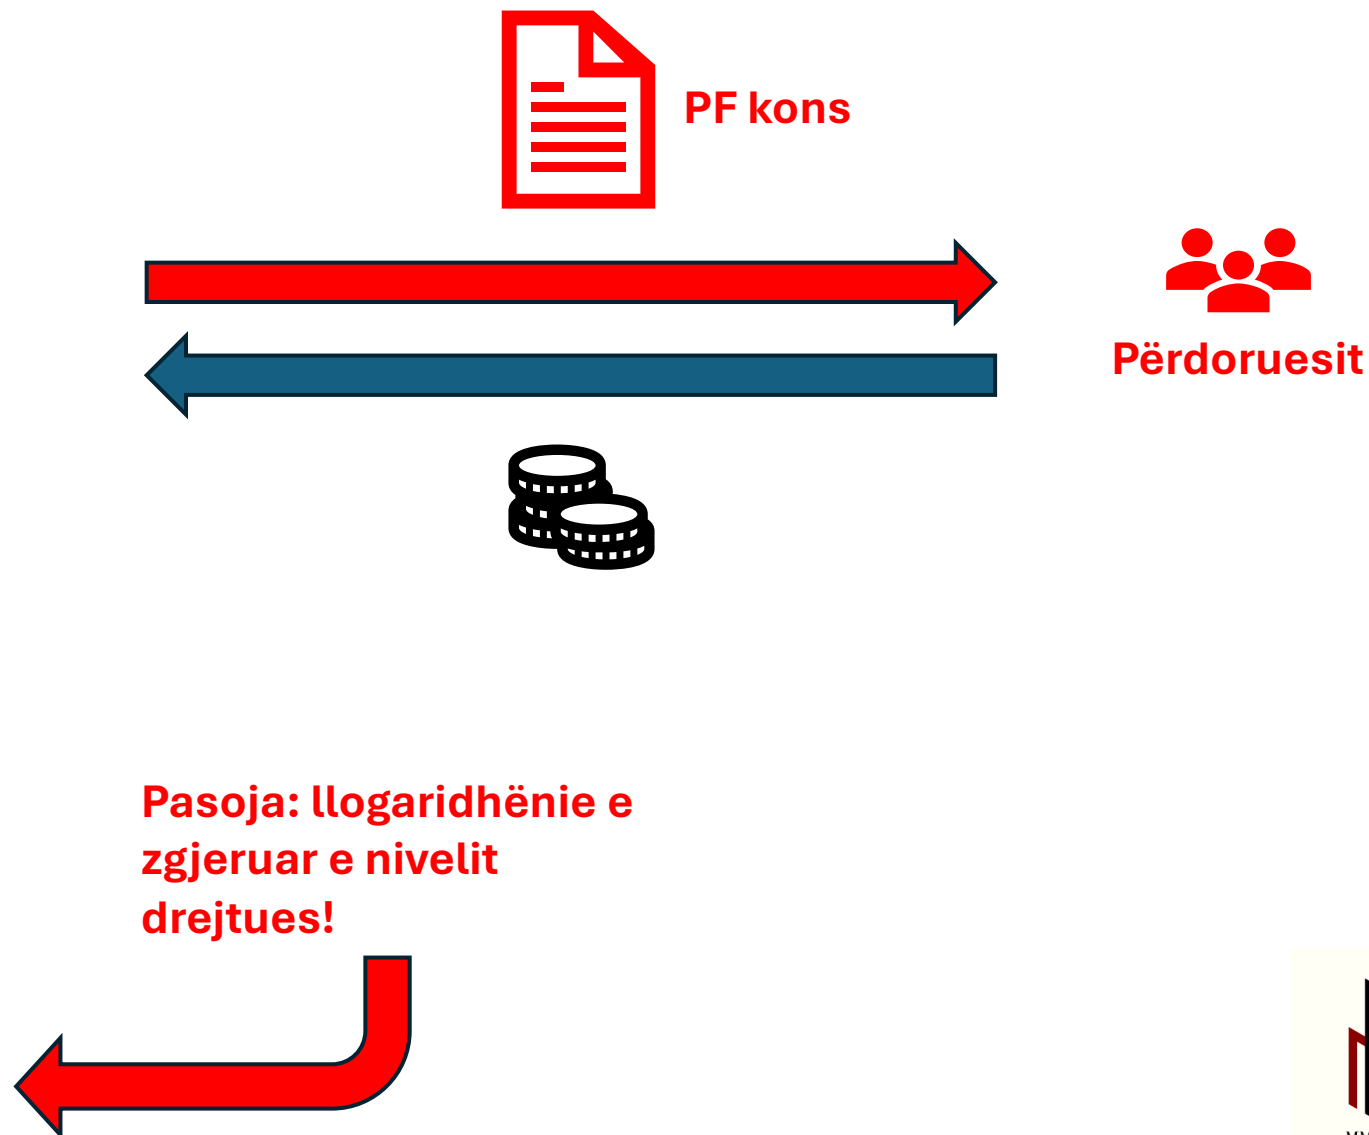 PF kons
Përdoruesit
Pasoja: llogaridhënie e
zgjeruar e nivelit
drejtues!